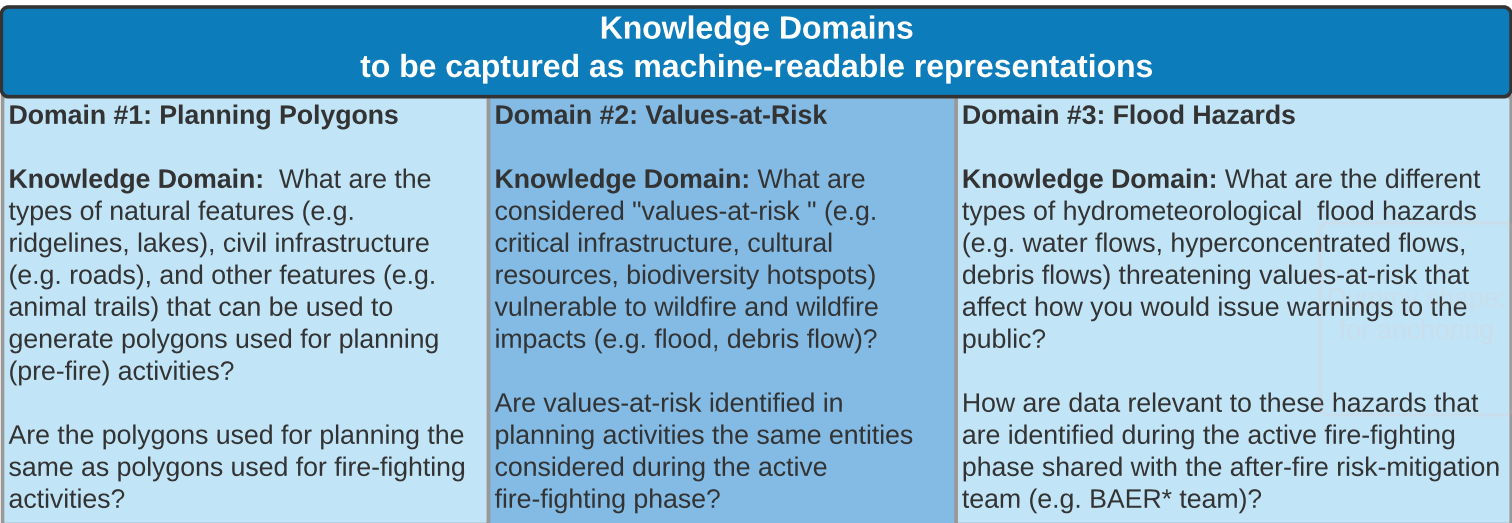 Knowledge Domains
to be captured as machine-readable representations
Domain #1: Planning Polygons
Knowledge Domain:  What are the
types of natural features (e.g.
ridgelines, lakes), civil infrastructure
(e.g. roads), and other features (e.g.
animal trails) that can be used to
generate polygons used for planning
(pre-fire) activities?
Are the polygons used for planning the
same as polygons used for fire-fighting
activities?
Domain #2: Values-at-Risk
Knowledge Domain: What are
considered "values-at-risk " (e.g.
critical infrastructure, cultural
resources, biodiversity hotspots)
vulnerable to wildfire and wildfire
impacts (e.g. flood, debris flow)?
Are values-at-risk identified in
planning activities the same entities
considered during the active
fire-fighting phase?
Domain #3: Flood Hazards
Knowledge Domain: What are the different
types of hydrometeorological  flood hazards
(e.g. water flows, hyperconcentrated flows,
debris flows) threatening values-at-risk that
affect how you would issue warnings to the
public?
How are data relevant to these hazards that
are identified during the active fire-fighting
phase shared with the after-fire risk-mitigation
team (e.g. BAER* team)?
for anchoring